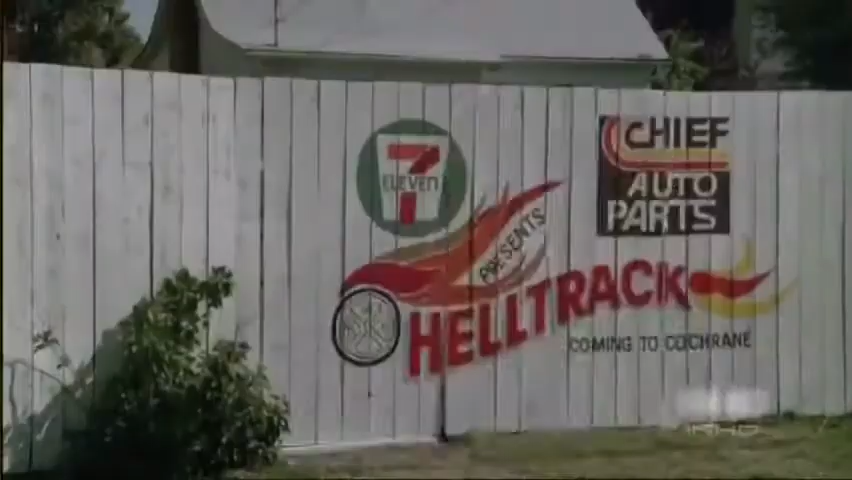 7
ELEVEN
PRESENTS
CHIEF
AUTO
PARTS
HELLTRACK
COMING TO COCHRANE